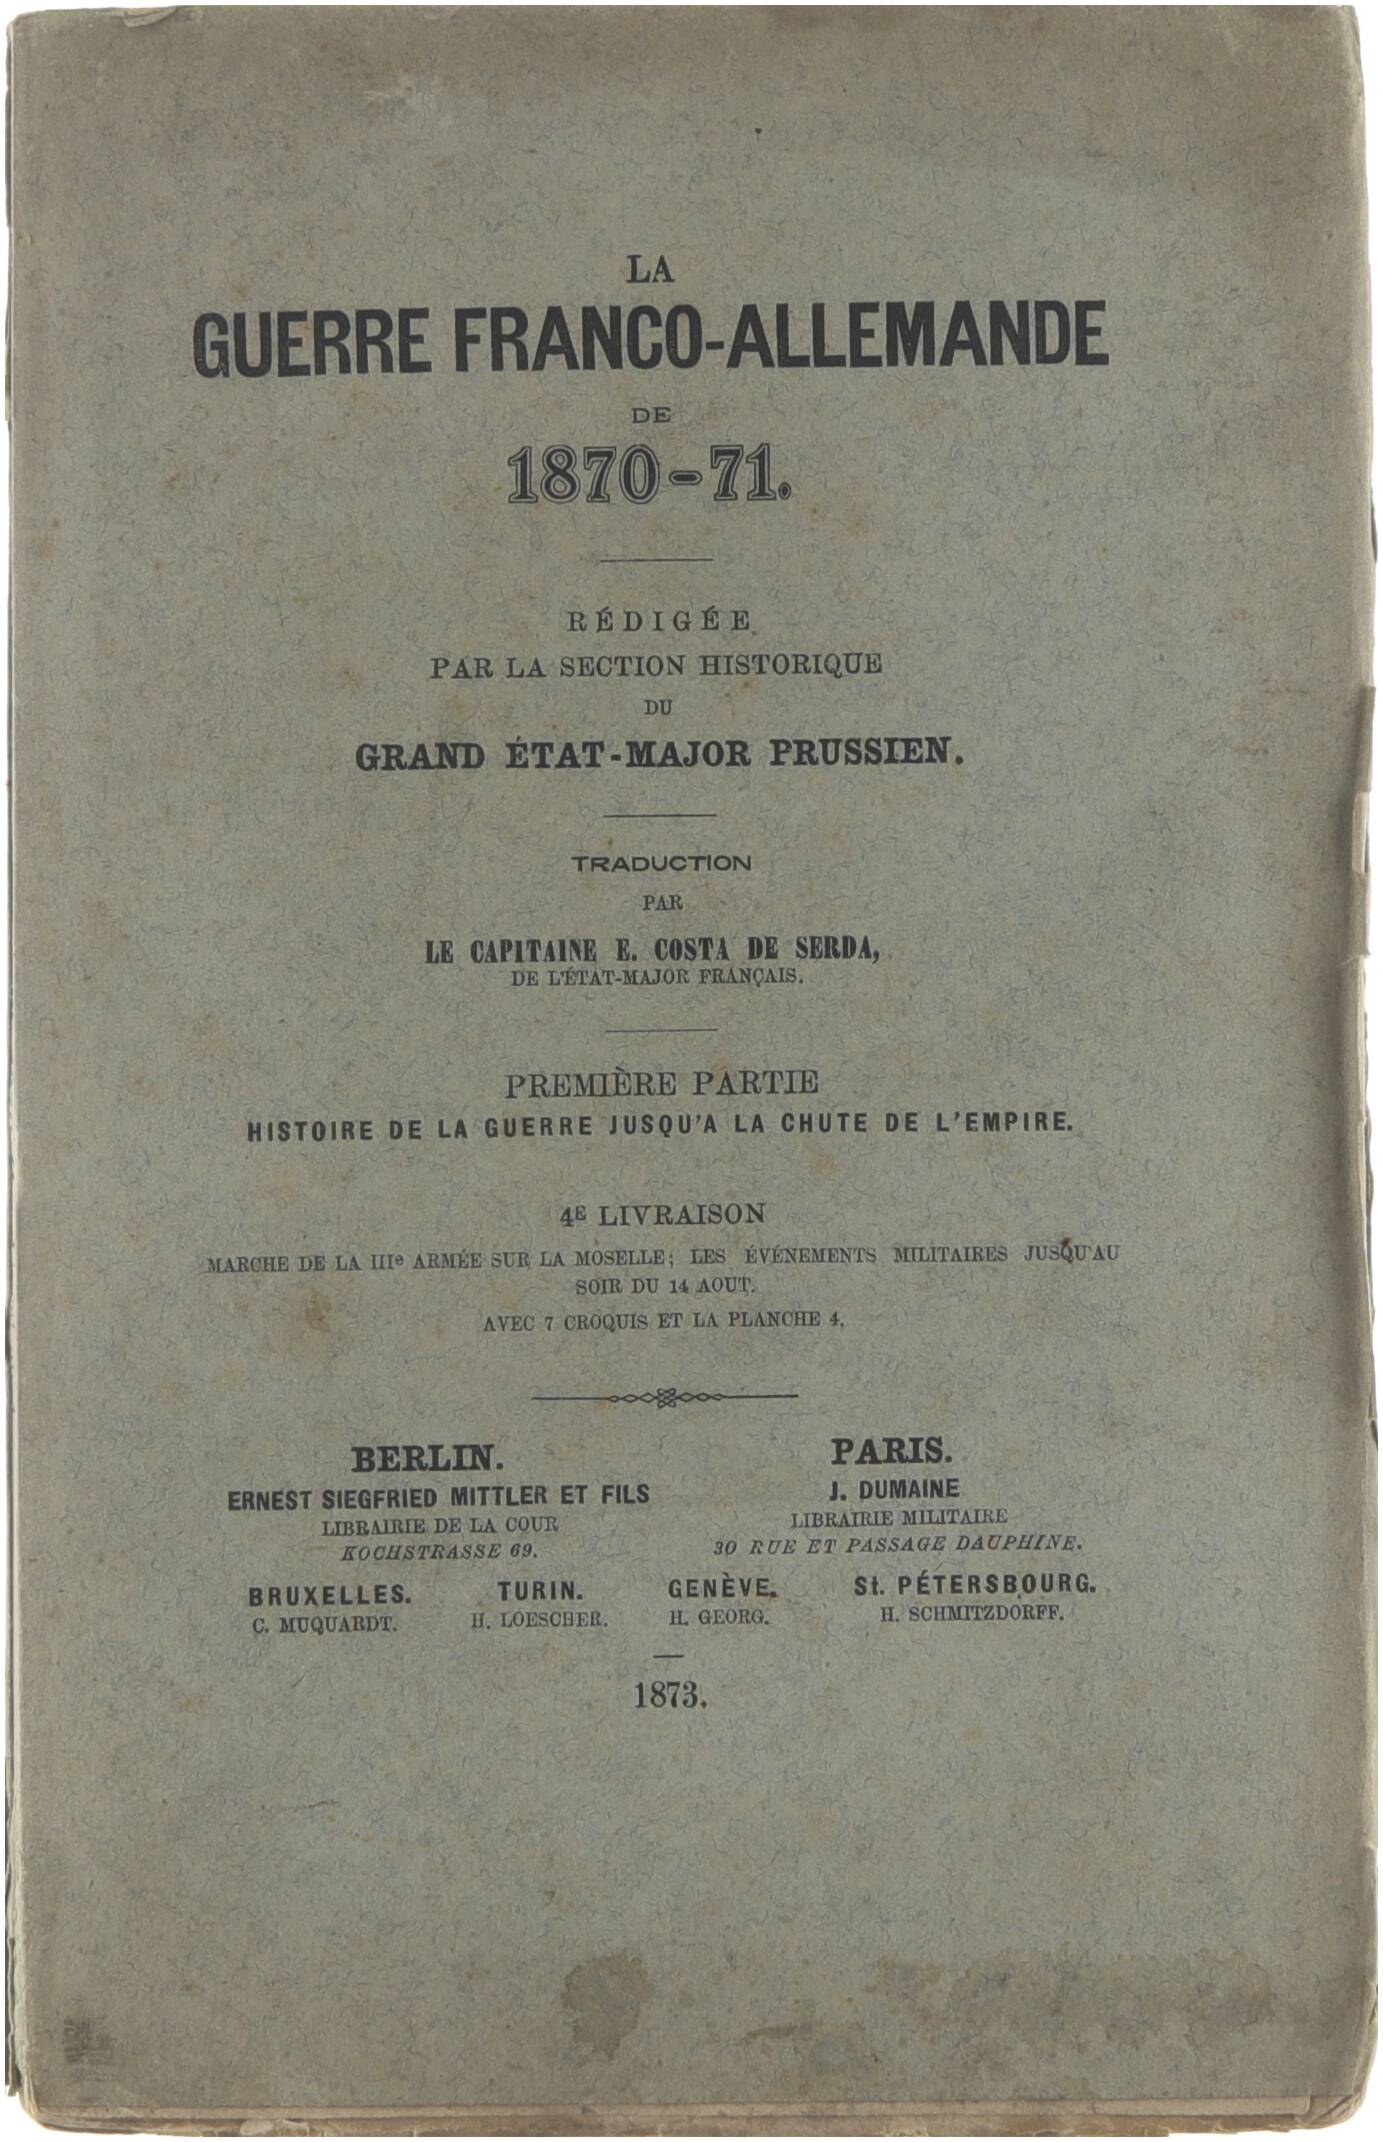 LA
GUERRE FRANCO-ALLEMANDE
DE
1870-71.
RÉDIGÉE
PAR LA SECTION HISTORIQUE
DU
GRAND ÉTAT-MAJOR PRUSSIEN.
TRADUCTION
PAR
LE CAPITAINE E. COSTA DE SERDA,
DE L'ÉTAT-MAJOR FRANÇAIS.
PREMIÈRE PARTIE
HISTOIRE DE LA GUERRE JUSQU'A LA CHUTE DE L'EMPIRE.
4E LIVRAISON
MARCHE DE LA IIIe ARMÉE SUR LA MOSELLE; LES ÉVÉNEMENTS MILITAIRES JUSQU'AU
SOIR DU 14 AOUT.
AVEC 7 CROQUIS ET LA PLANCHE 4.
BERLIN.
ERNEST SIEGFRIED MITTLER ET FILS
LIBRAIRIE DE LA COUR
KOCHSTRASSE 69.
PARIS.
J. DUMAINE
LIBRAIRIE MILITAIRE
30 RUE ET PASSAGE DAUPHINE.
BRUXELLES. TURIN. GENÈVE. St. PÉTERSBOURG.
C. MUQUARDT. H. LOESCHER. H. GEORG. H. SCHMITZDORFF.
1873.